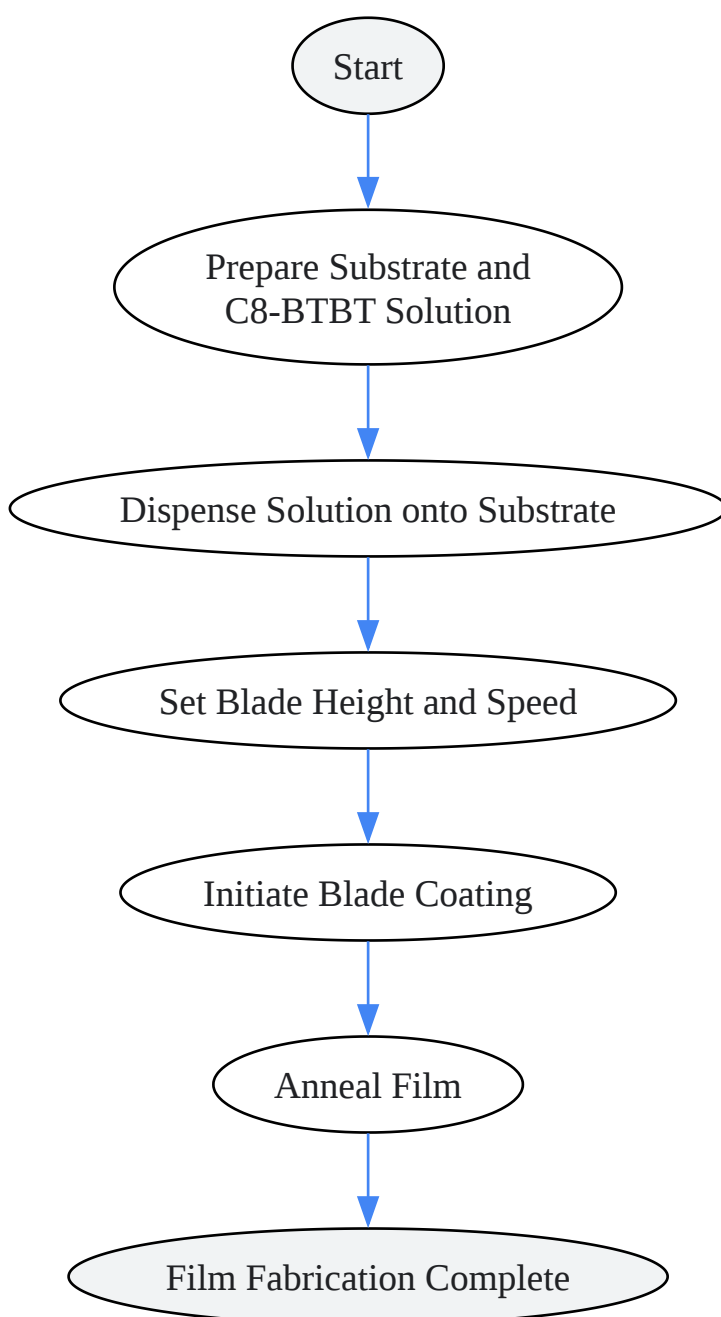 Start
Prepare Substrate and
C8-BTBT Solution
Dispense Solution onto Substrate
Set Blade Height and Speed
Initiate Blade Coating
Anneal Film
Film Fabrication Complete